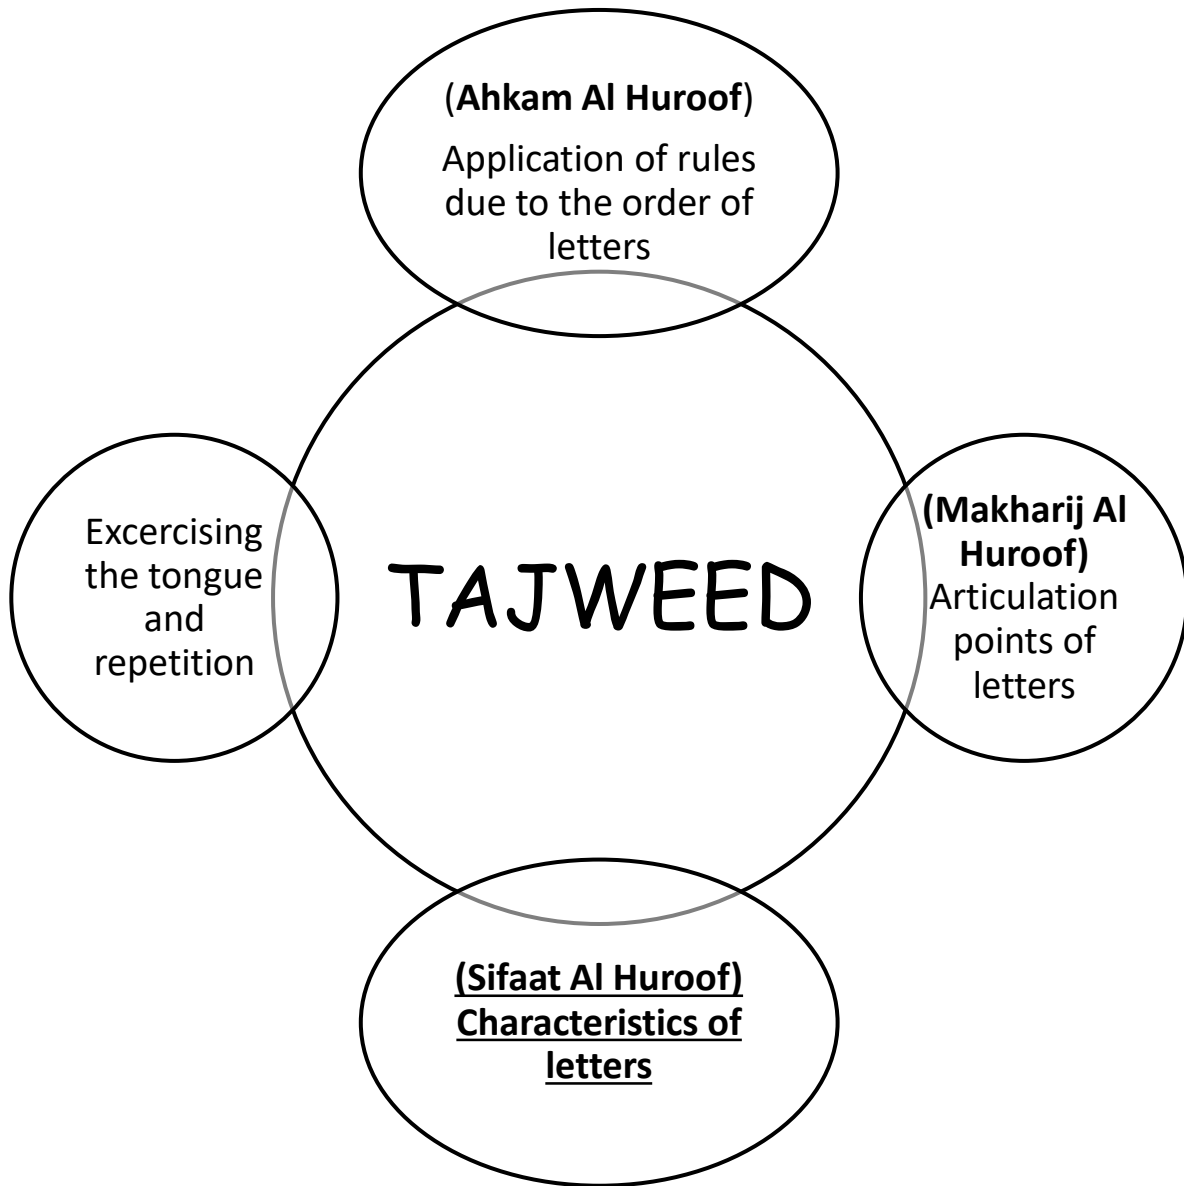 (Ahkam Al Huroof)
Application of rules
due to the order of
letters
Excercising
the tongue
and
repetition
TAJWEED
(Makharij Al
Huroof)
Articulation
points of
letters
(Sifaat Al Huroof)
Characteristics of
letters